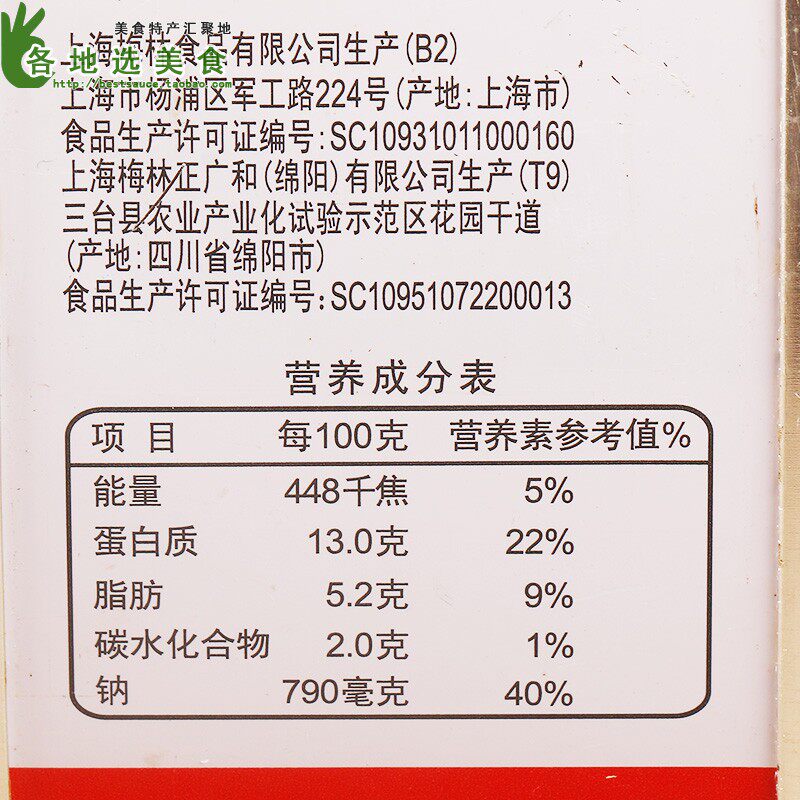 美食特产汇聚地
各地选美食
http://bestsauce.taobao.com
上海梅林食品有限公司生产(B2)
上海市杨浦区军工路224号(产地:上海市)
食品生产许可证编号:SC10931011000160
上海梅林正广和(绵阳)有限公司生产(T9)
三台县农业产业化试验示范区花园干道
(产地:四川省绵阳市)
食品生产许可证编号:SC10951072200013
营养成分表
项目 每100克 营养素参考值%
能量 448千焦 5%
蛋白质 13.0克 22%
脂肪 5.2克 9%
碳水化合物 2.0克 1%
钠 790毫克 40%